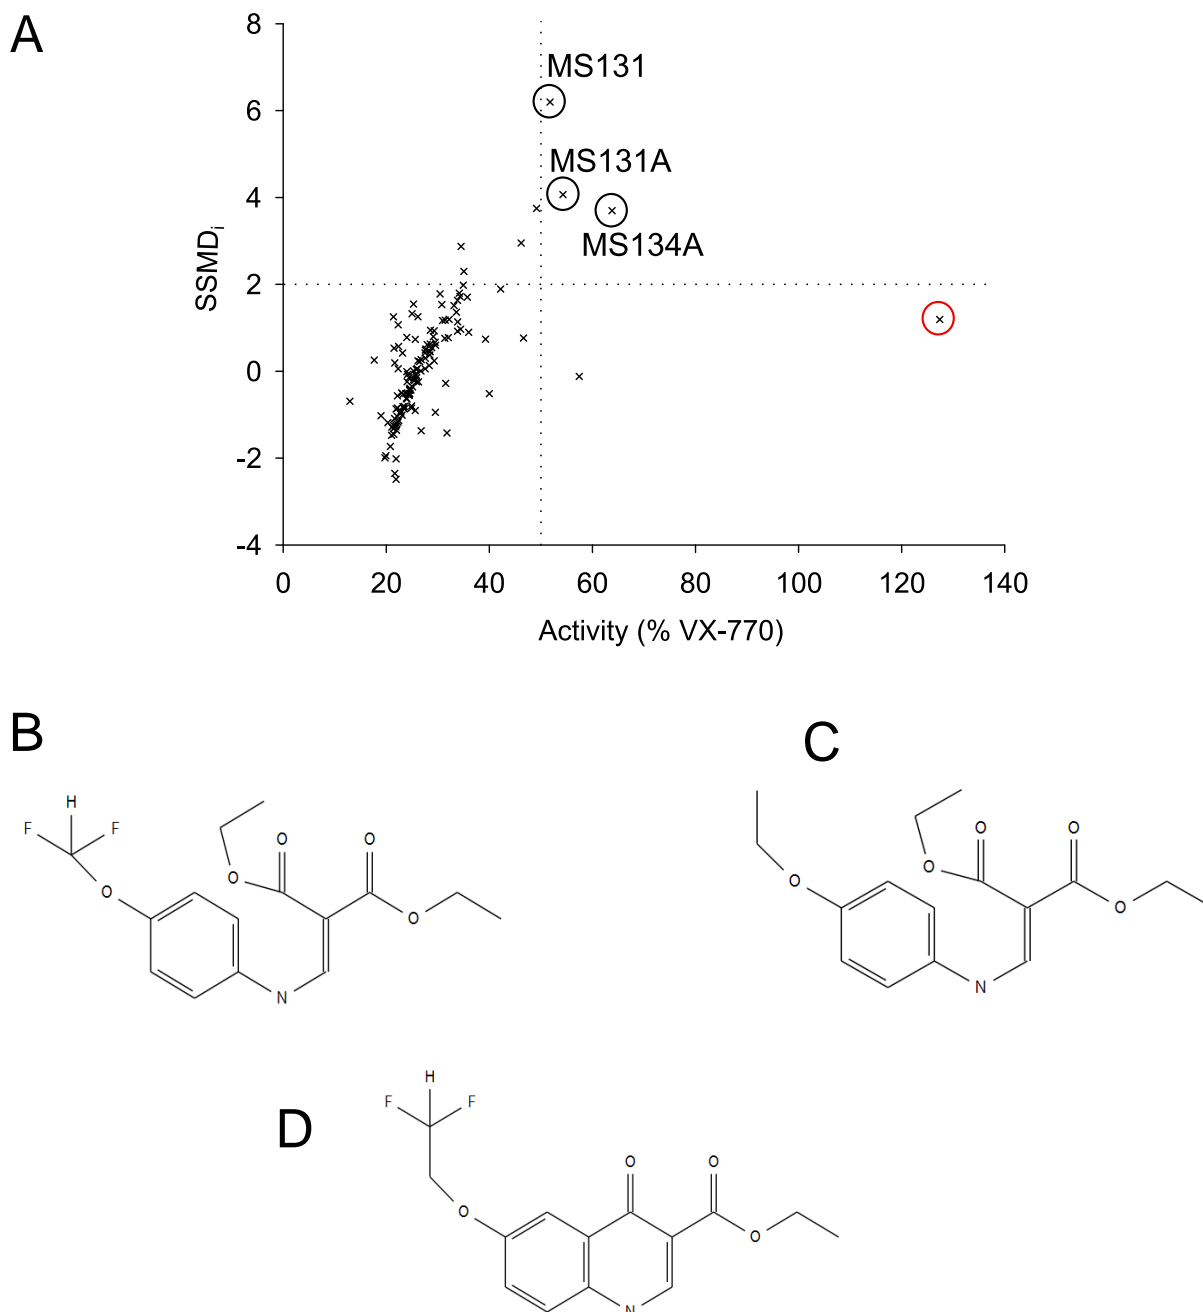 A
8
6
4
2
0
-2
-4
SSMDi
MS131
MS131A
MS134A
0 20 40 60 80 100 120 140
Activity (% VX-770)
B
H
F F
O
O O
O
O
N
C
O
O O
O
O
N
D
H
F F
O
O O
O
N